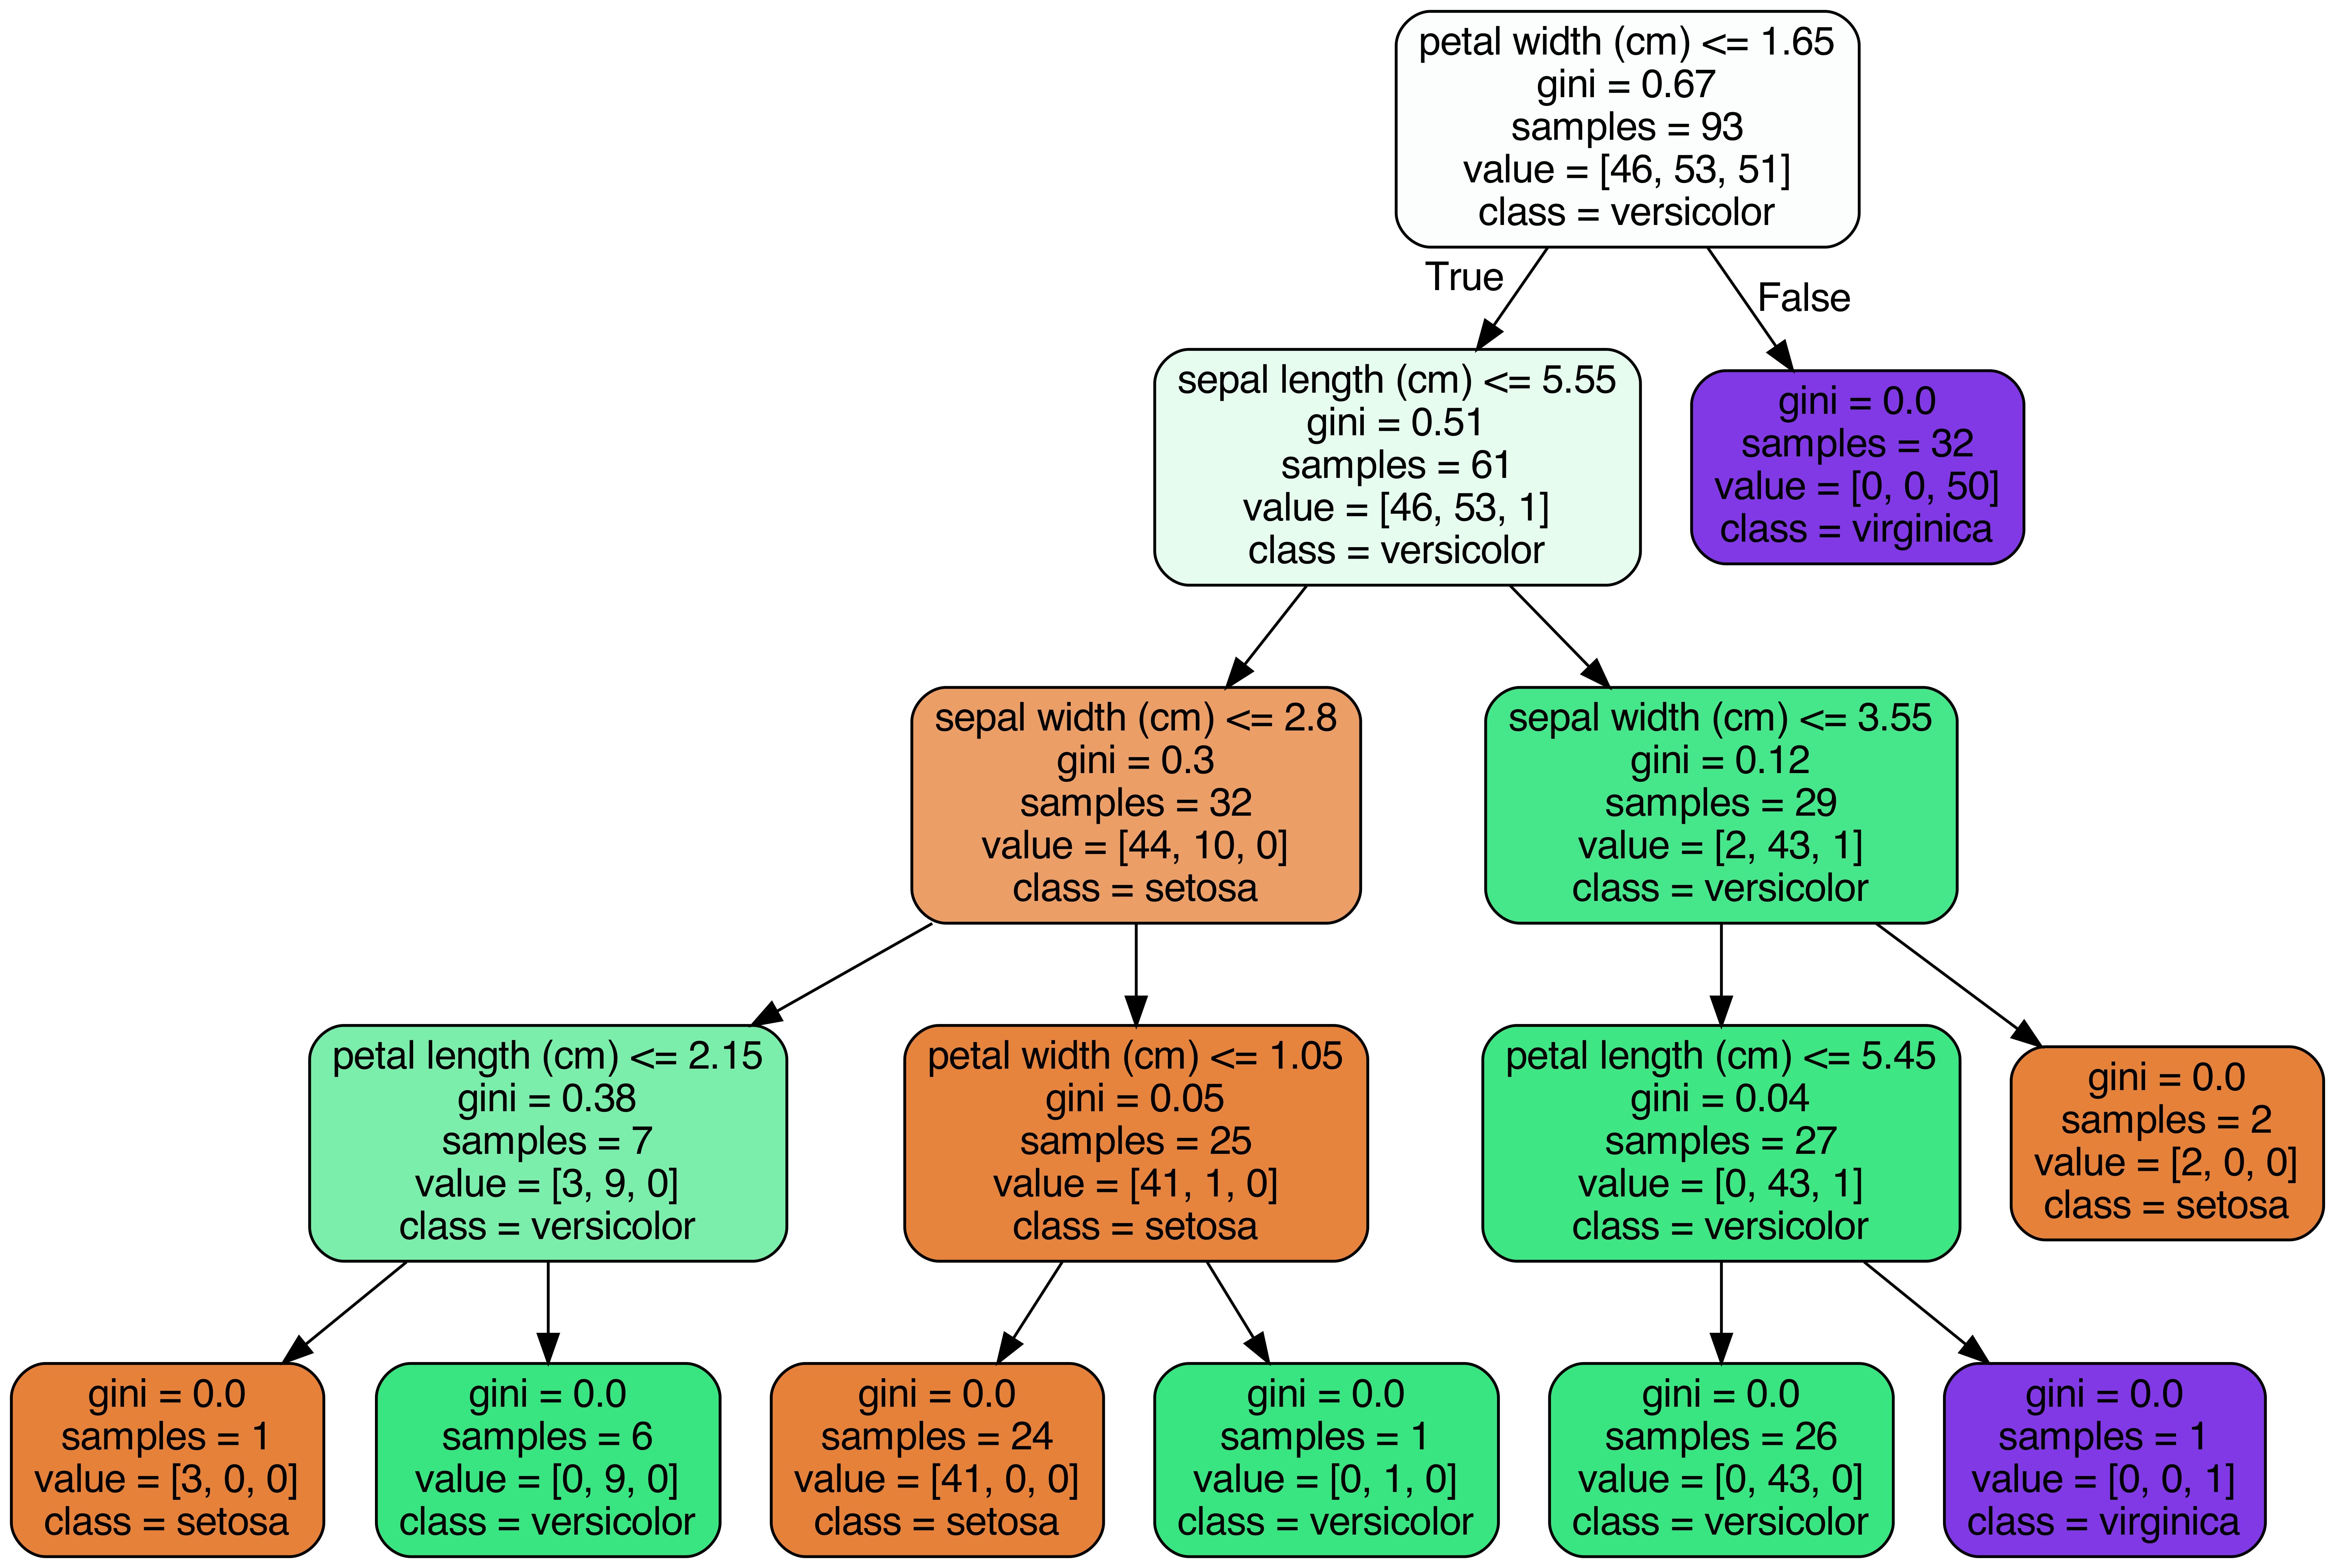 petal width (cm) <= 1.65
gini = 0.67
samples = 93
value = [46, 53, 51]
class = versicolor
True
False
sepal length (cm) <= 5.55
gini = 0.51
samples = 61
value = [46, 53, 1]
class = versicolor
gini = 0.0
samples = 32
value = [0, 0, 50]
class = virginica
sepal width (cm) <= 2.8
gini = 0.3
samples = 32
value = [44, 10, 0]
class = setosa
sepal width (cm) <= 3.55
gini = 0.12
samples = 29
value = [2, 43, 1]
class = versicolor
petal length (cm) <= 2.15
gini = 0.38
samples = 7
value = [3, 9, 0]
class = versicolor
petal width (cm) <= 1.05
gini = 0.05
samples = 25
value = [41, 1, 0]
class = setosa
petal length (cm) <= 5.45
gini = 0.04
samples = 27
value = [0, 43, 1]
class = versicolor
gini = 0.0
samples = 2
value = [2, 0, 0]
class = setosa
gini = 0.0
samples = 1
value = [3, 0, 0]
class = setosa
gini = 0.0
samples = 6
value = [0, 9, 0]
class = versicolor
gini = 0.0
samples = 24
value = [41, 0, 0]
class = setosa
gini = 0.0
samples = 1
value = [0, 1, 0]
class = versicolor
gini = 0.0
samples = 26
value = [0, 43, 0]
class = versicolor
gini = 0.0
samples = 1
value = [0, 0, 1]
class = virginica